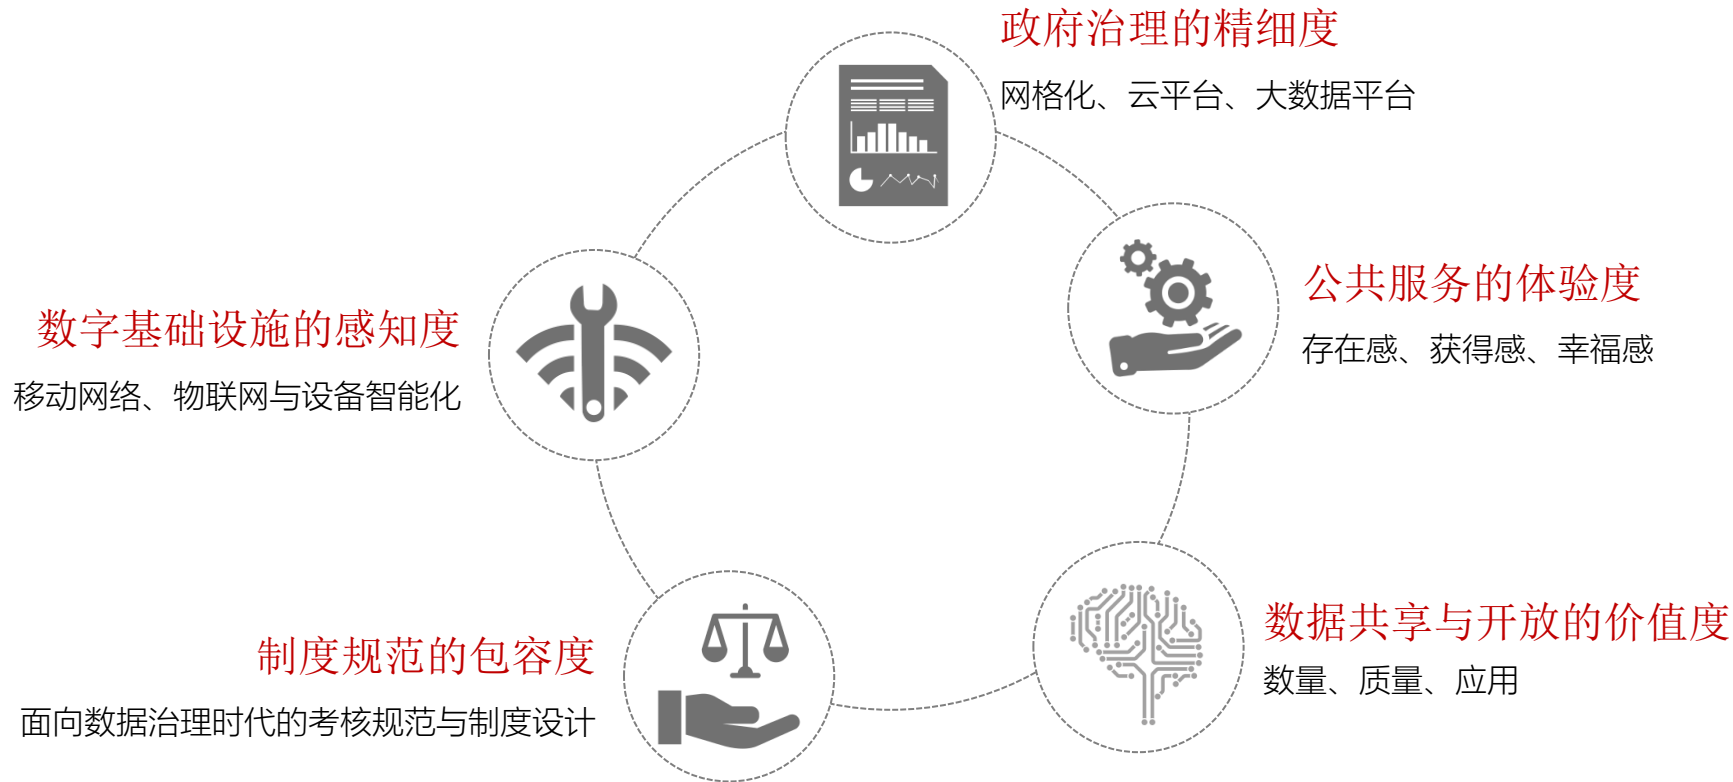 政府治理的精细度
网格化、云平台、大数据平台
公共服务的体验度
存在感、获得感、幸福感
数字基础设施的感知度
移动网络、物联网与设备智能化
数据共享与开放的价值度
数量、质量、应用
制度规范的包容度
面向数据治理时代的考核规范与制度设计